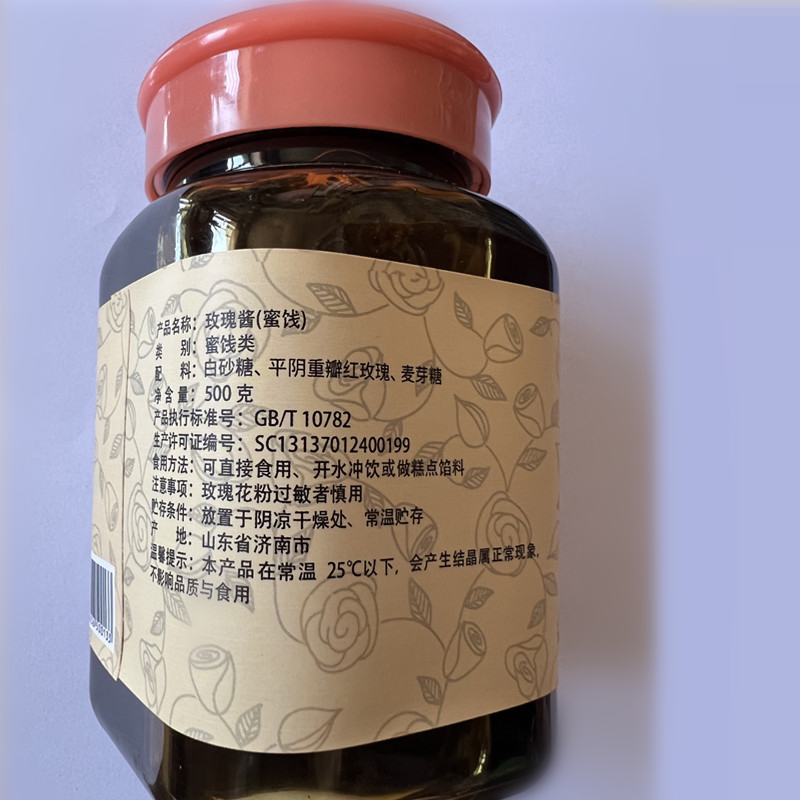 产品名称：玫瑰酱(蜜饯)
类 别：蜜饯类
配 料：白砂糖、平阴重瓣红玫瑰、麦芽糖
净含量：500 克
产品执行标准号：GB/T 10782
生产许可证编号：SC13137012400199
食用方法：可直接食用、开水冲饮或做糕点馅料
注意事项：玫瑰花粉过敏者慎用
贮存条件：放置于阴凉干燥处、常温贮存
产 地：山东省济南市
温馨提示：本产品在常温 25℃以下，会产生结晶属正常现象，
不影响品质与食用